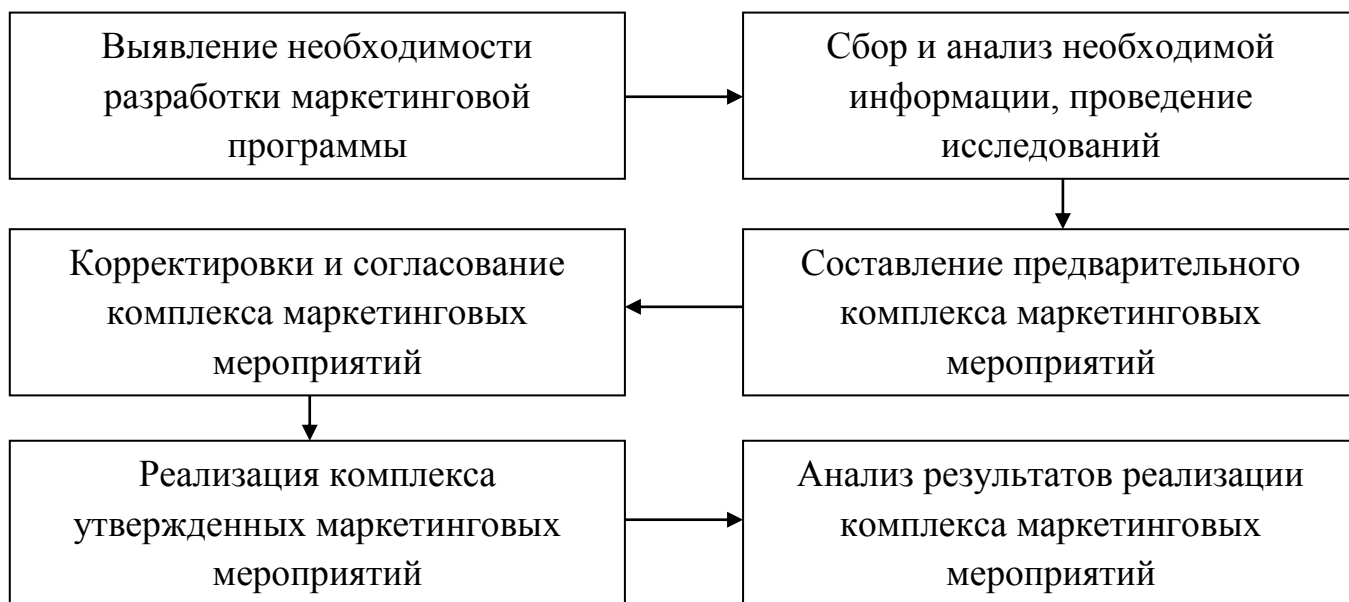 Выявление необходимости
разработки маркетинговой
программы
Сбор и анализ необходимой
информации, проведение
исследований
Составление предварительного
комплекса маркетинговых
мероприятий
Корректировки и согласование
комплекса маркетинговых
мероприятий
Реализация комплекса
утвержденных маркетинговых
мероприятий
Анализ результатов реализации
комплекса маркетинговых
мероприятий